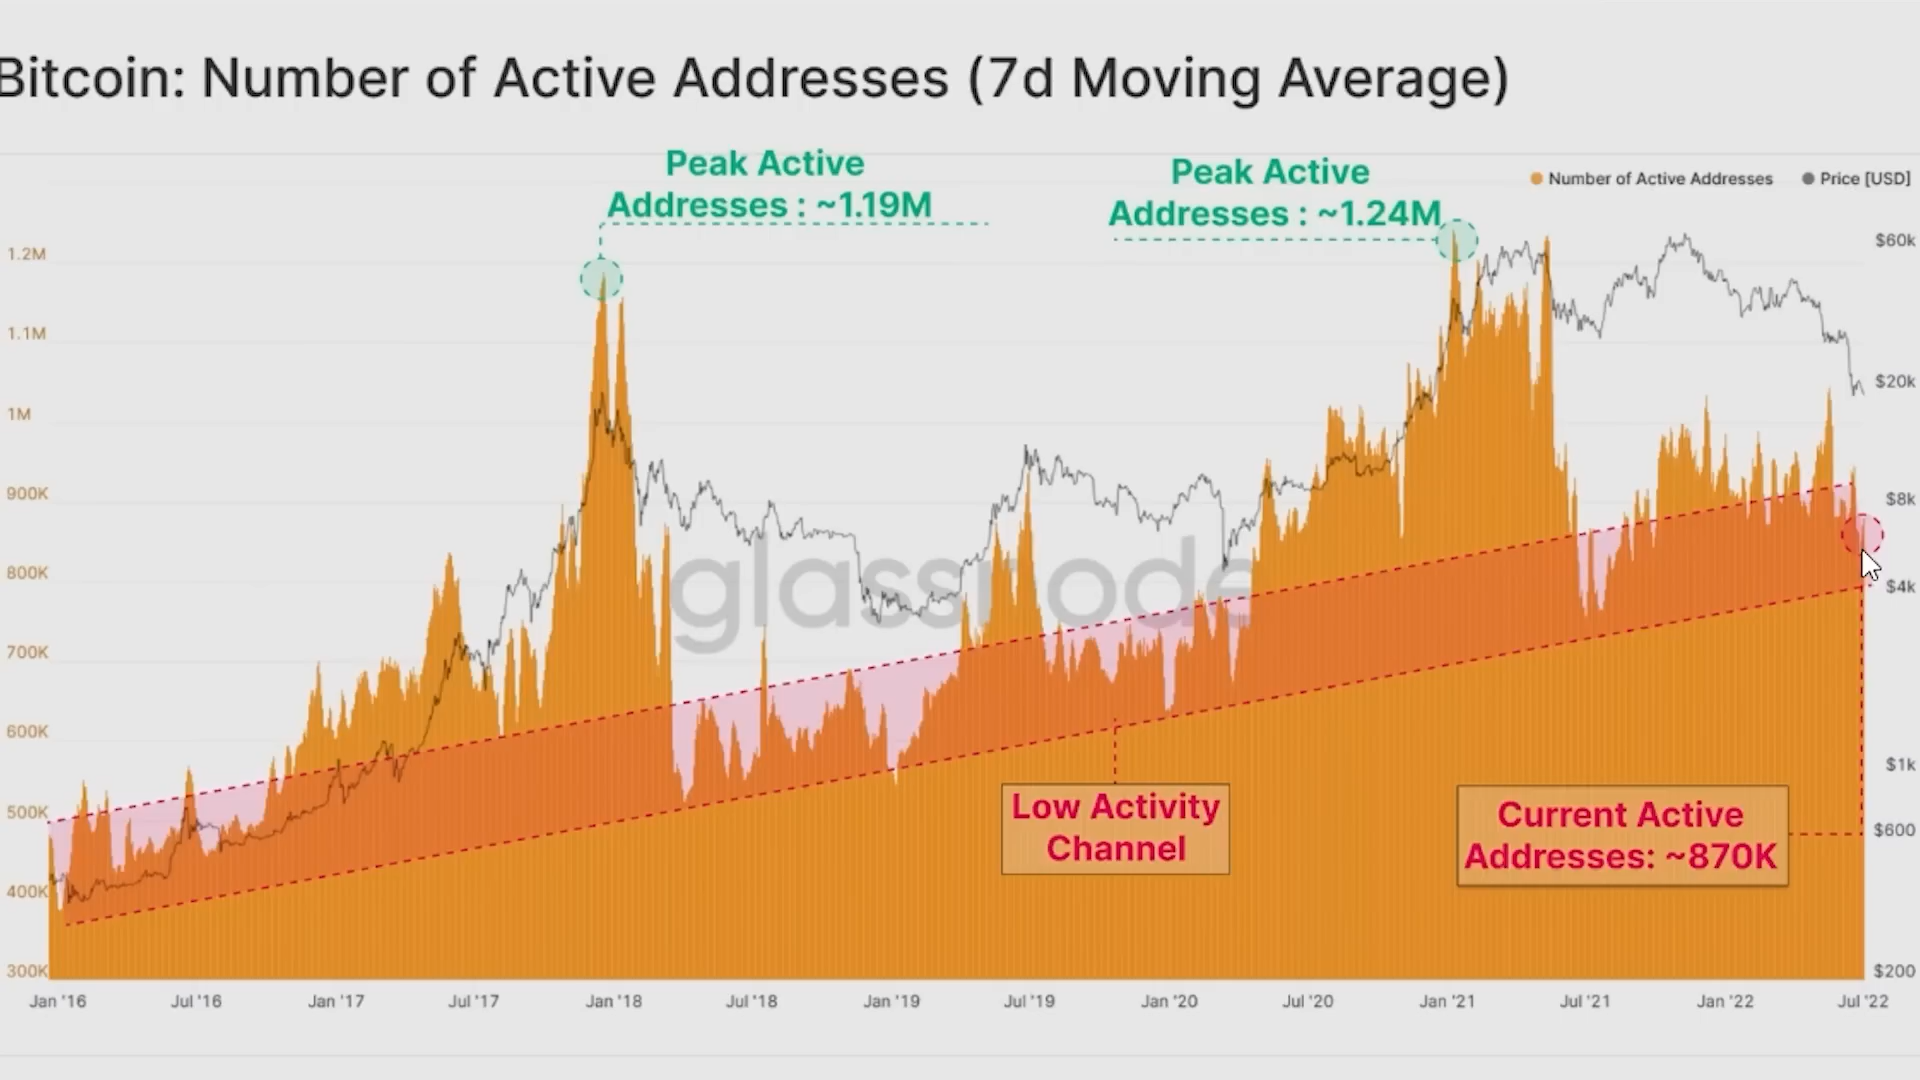 Bitcoin: Number of Active Addresses (7d Moving Average)
Peak Active
Addresses : ~1.19M
Peak Active
Addresses : ~1.24M
Number of Active Addresses
Price [USD]
1.2M
1.1M
1M
900K
800K
700K
600K
500K
400K
300K
$60k
$20k
$8k
$4k
$1k
$600
$200
glassnode
Low Activity
Channel
Current Active
Addresses: ~870K
Jan '16
Jul '16
Jan '17
Jul '17
Jan '18
Jul '18
Jan '19
Jul '19
Jan '20
Jul '20
Jan '21
Jul '21
Jan '22
Jul '22